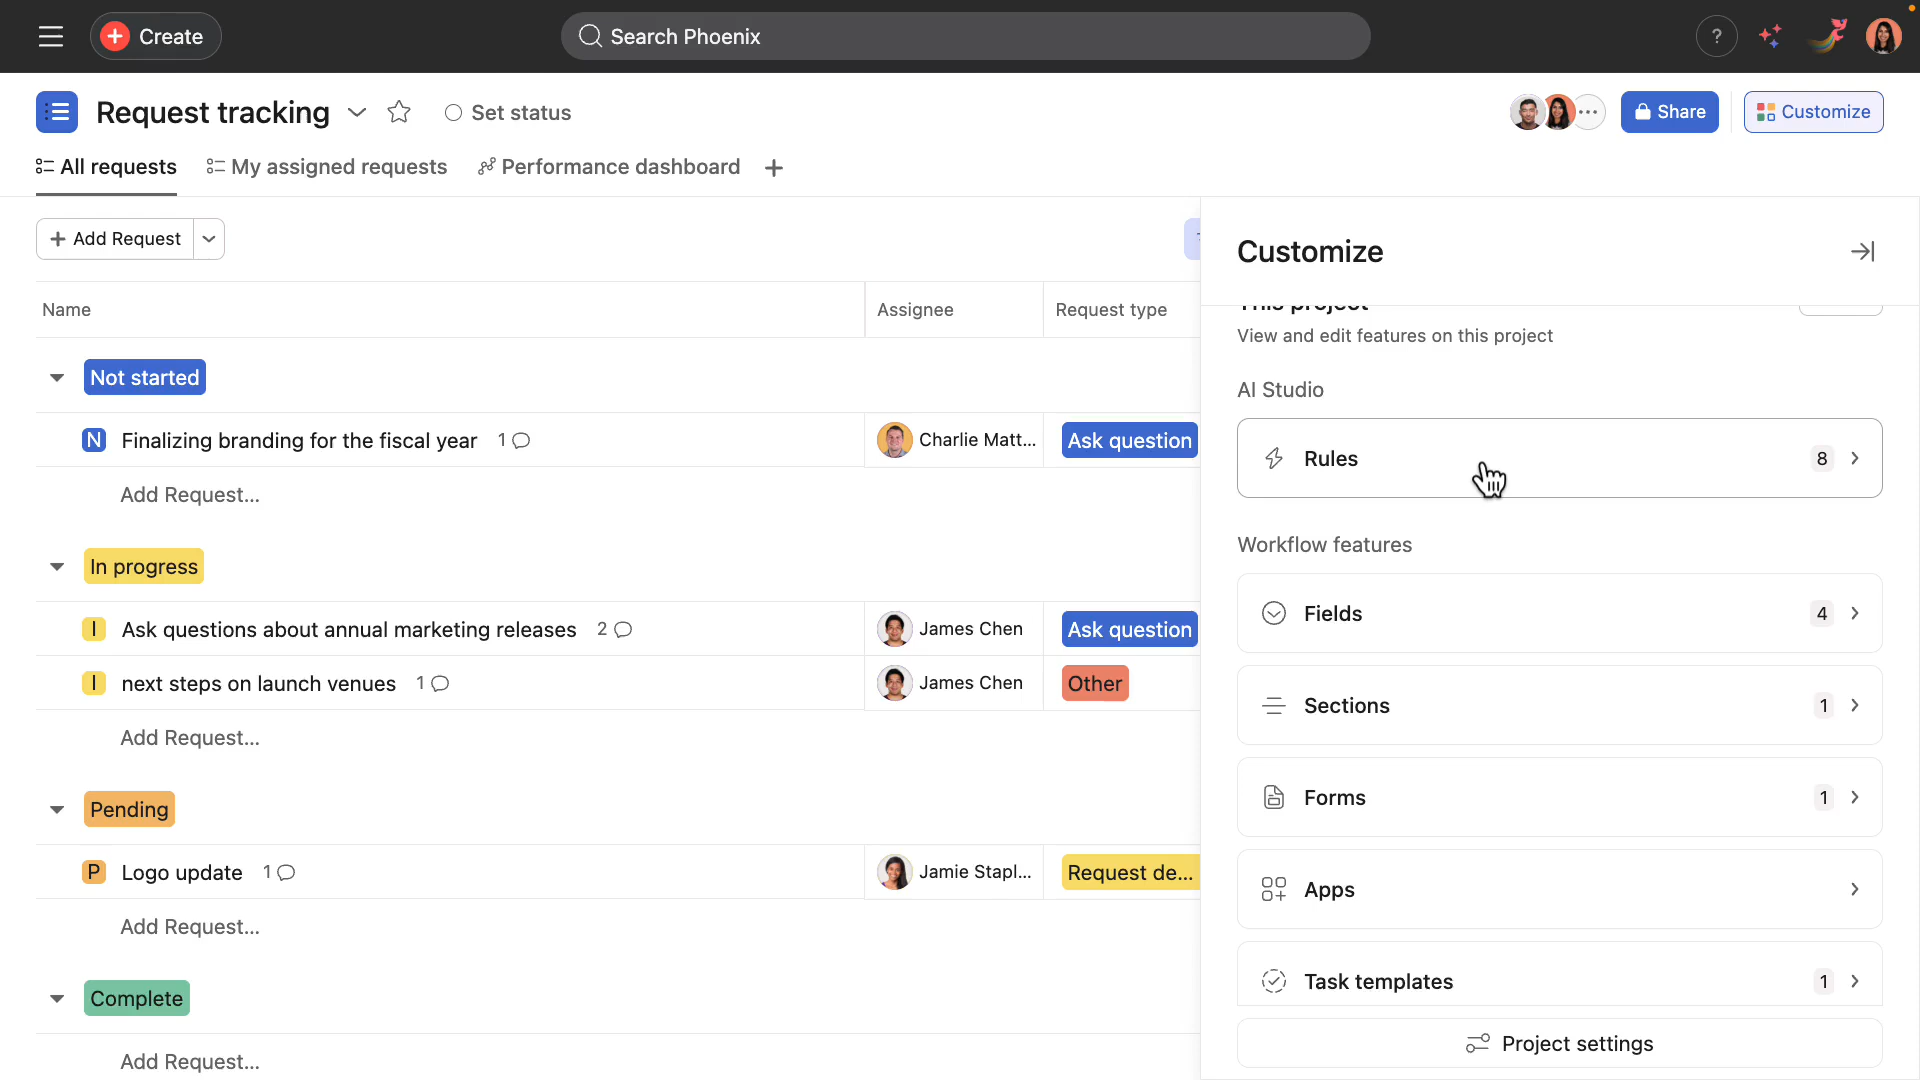 Create
Search Phoenix
?
Request tracking
Set status
Share
Customize
All requests
My assigned requests
Performance dashboard
Add Request
Customize
This project
View and edit features on this project
Name
Assignee
Request type
Not started
N Finalizing branding for the fiscal year 1
Charlie Matt...
Ask question
Add Request...
In progress
I Ask questions about annual marketing releases 2
James Chen
Ask question
I next steps on launch venues 1
James Chen
Other
Add Request...
Pending
P Logo update 1
Jamie Stapl...
Request de...
Add Request...
Complete
Add Request...
AI Studio
Rules 8
Workflow features
Fields 4
Sections 1
Forms 1
Apps
Task templates 1
Project settings